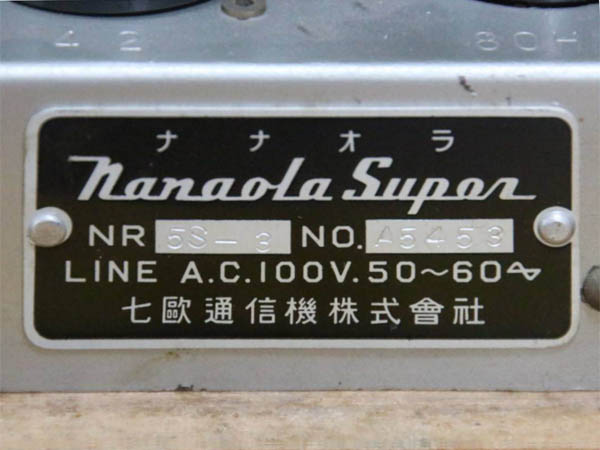 42 80H
ナナオラ
Nanaola Super
NR 5S-3 NO. A5453
LINE A.C.100V.50～60∿
七歐通信機株式會社